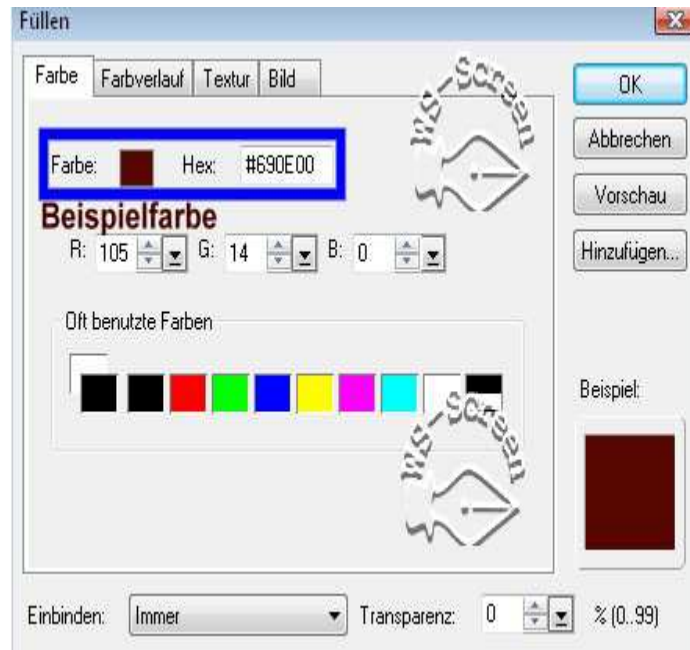 Füllen
Farbe Farbverlauf Textur Bild
OK
Abbrechen
Vorschau
Hinzufügen...
WS-Screen
Farbe: Hex: #690E00
Beispielfarbe
R: 105 G: 14 B: 0
Oft benutzte Farben
Beispiel:
WS-Screen
Einbinden: Immer Transparenz: 0 % (0..99)